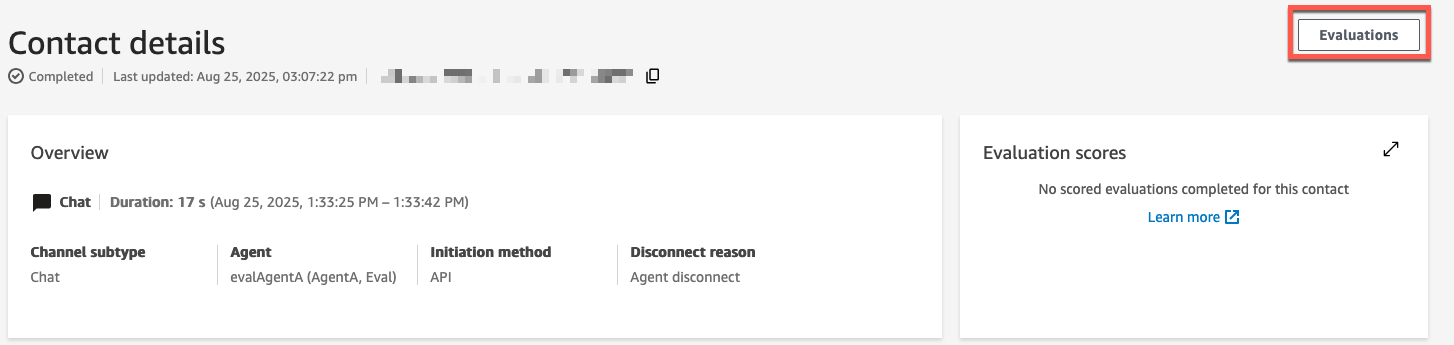 Evaluations
Contact details
Completed Last updated: Aug 25, 2025, 03:07:22 pm
Overview
Chat Duration: 17 s (Aug 25, 2025, 1:33:25 PM – 1:33:42 PM)
Channel subtype Agent Initiation method Disconnect reason
Chat evalAgentA (AgentA, Eval) API Agent disconnect
Evaluation scores
No scored evaluations completed for this contact
Learn more